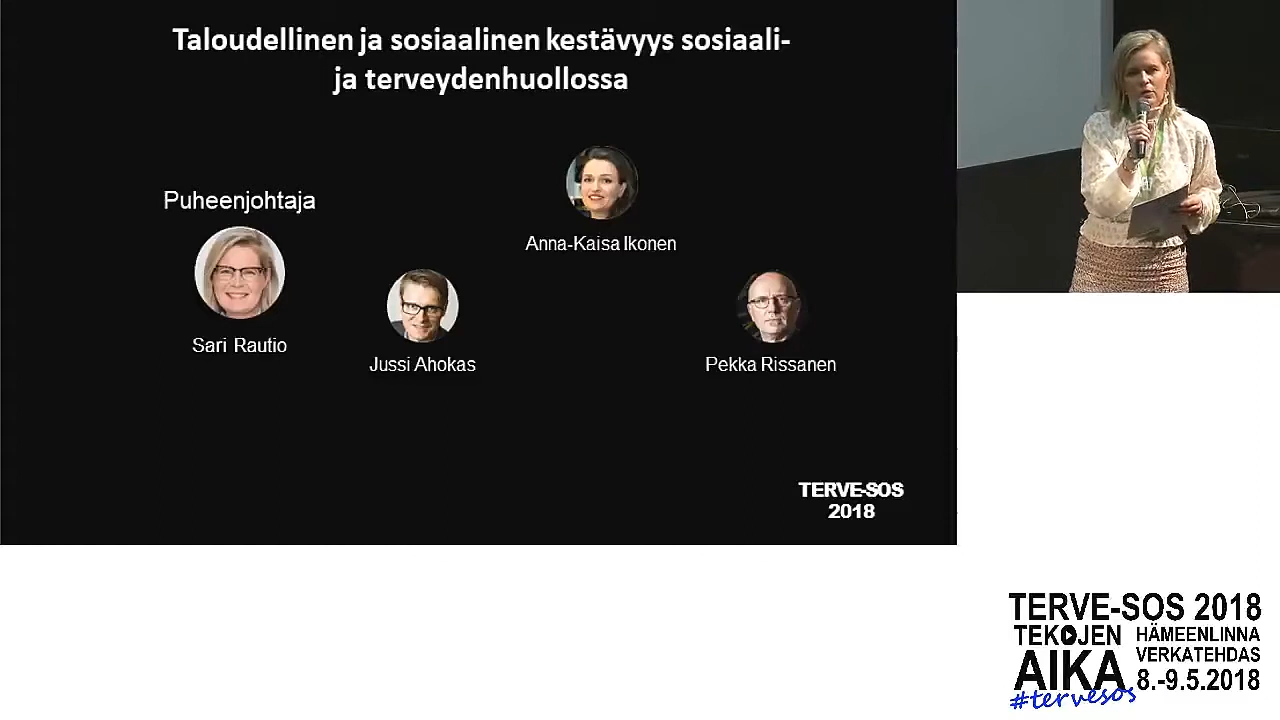 Taloudellinen ja sosiaalinen kestävyys sosiaali-
ja terveydenhuollossa
Puheenjohtaja
Sari Rautio
Jussi Ahokas
Anna-Kaisa Ikonen
Pekka Rissanen
TERVE-SOS
2018
TERVE-SOS 2018
TEKOJEN
AIKA
HÄMEENLINNA
VERKATEHDAS
8.-9.5.2018
#tervesos